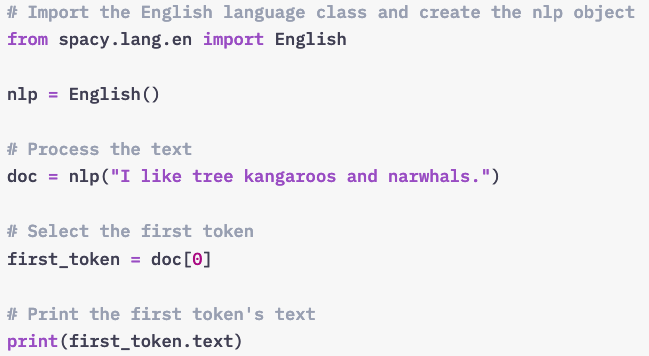 # Import the English language class and create the nlp object
from spacy.lang.en import English
nlp = English()
# Process the text
doc = nlp("I like tree kangaroos and narwhals.")
# Select the first token
first_token = doc[0]
# Print the first token's text
print(first_token.text)